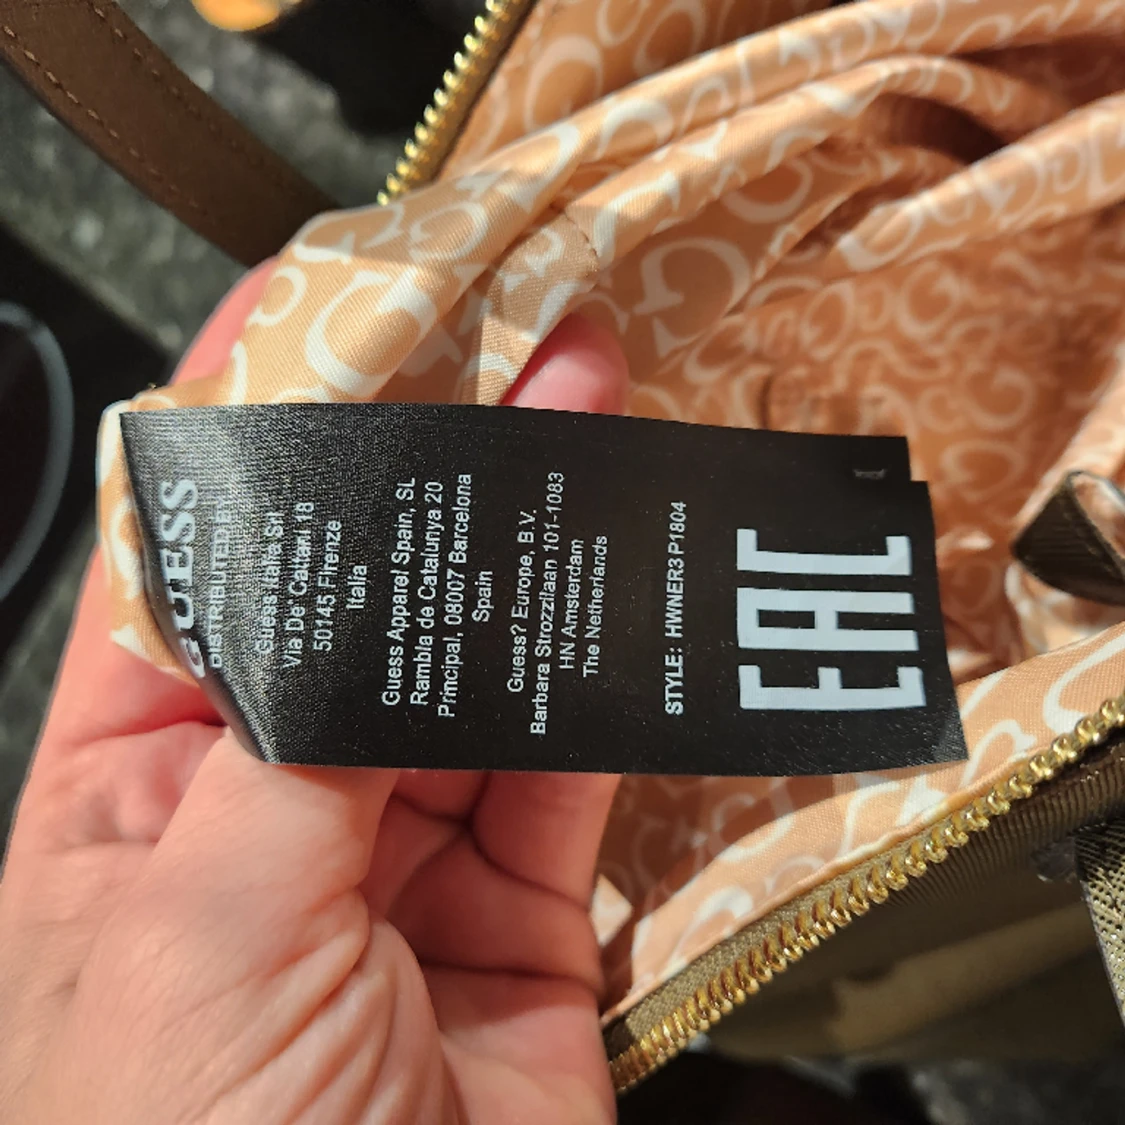 GUESS
DISTRIBUTED BY:
Guess Italia Srl
Via De' Cattani 18
50145 Firenze
Italia
Guess Apparel Spain, SL
Rambla de Catalunya 20
Principal, 08007 Barcelona
Spain
Guess? Europe, B.V.
Barbara Strozzilaan 101-1083
HN Amsterdam
The Netherlands
STYLE: HWNER3 P1804
EAC